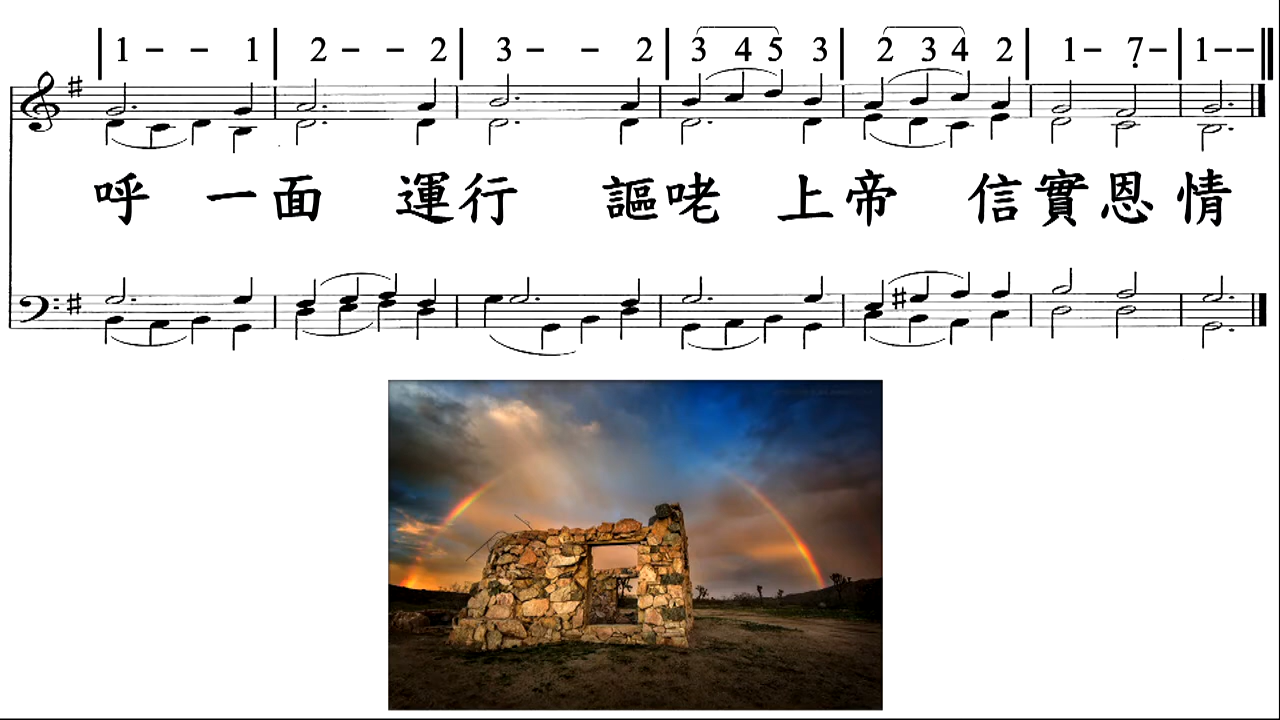 1 – – 1 2 – – 2 3 – – 2 3 4 5 3 2 3 4 2 1 – 7̣ – 1 – –
呼 一面 運行 謳咾 上帝 信實恩情